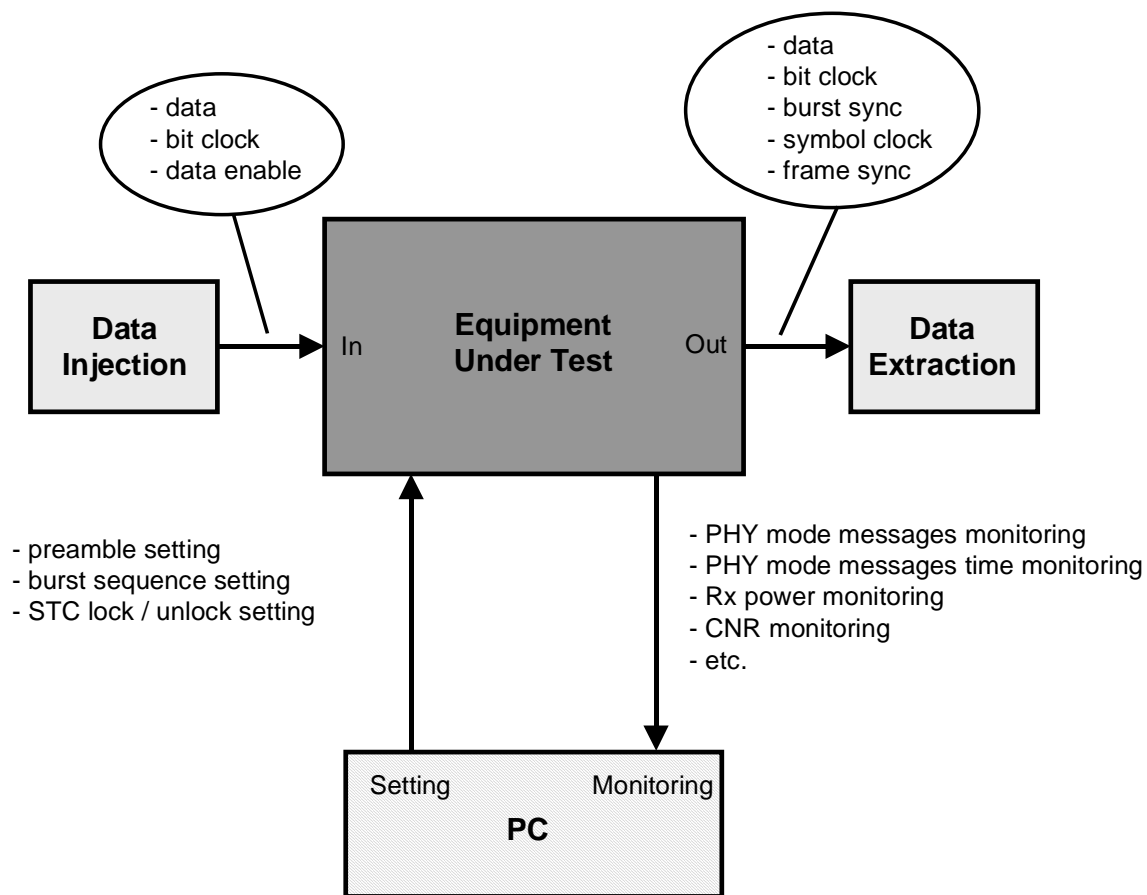 - data
- bit clock
- data enable
- data
- bit clock
- burst sync
- symbol clock
- frame sync
Data
Injection
In
Equipment
Under Test
Out
Data
Extraction
- preamble setting
- burst sequence setting
- STC lock / unlock setting
- PHY mode messages monitoring
- PHY mode messages time monitoring
- Rx power monitoring
- CNR monitoring
- etc.
Setting
Monitoring
PC